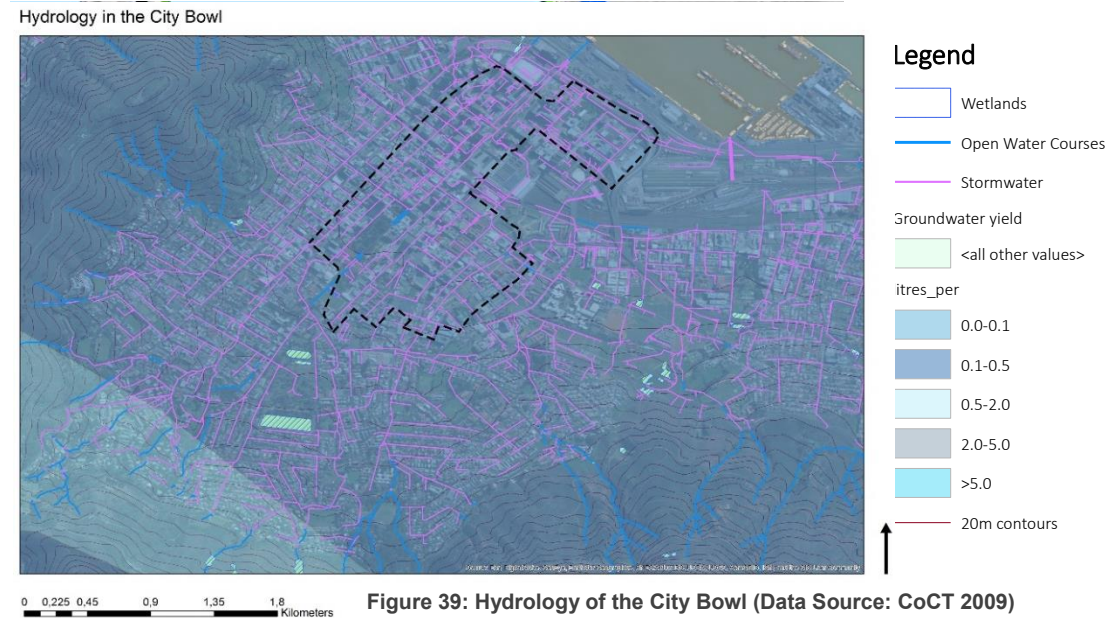 Hydrology in the City Bowl
Legend
Wetlands
Open Water Courses
Stormwater
Groundwater yield
<all other values>
itres_per
0.0-0.1
0.1-0.5
0.5-2.0
2.0-5.0
>5.0
20m contours
0 0,225 0,45 0,9 1,35 1,8
Kilometers
Figure 39: Hydrology of the City Bowl (Data Source: CoCT 2009)